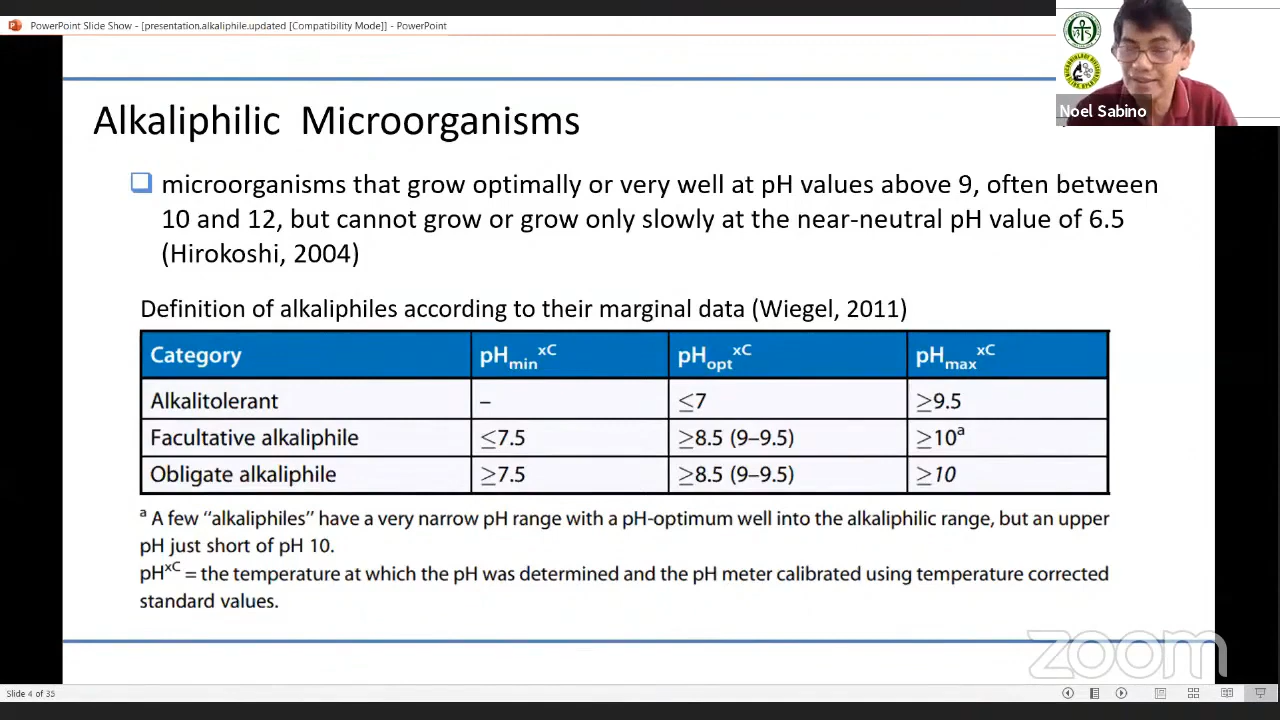 PowerPoint Slide Show - [presentation.alkaliphile.updated [Compatibility Mode]] - PowerPoint
Noel Sabino
Alkaliphilic Microorganisms
microorganisms that grow optimally or very well at pH values above 9, often between
10 and 12, but cannot grow or grow only slowly at the near-neutral pH value of 6.5
(Hirokoshi, 2004)
Definition of alkaliphiles according to their marginal data (Wiegel, 2011)
Category pHminxC pHoptxC pHmaxxC
Alkalitolerant – ≤7 ≥9.5
Facultative alkaliphile ≤7.5 ≥8.5 (9–9.5) ≥10a
Obligate alkaliphile ≥7.5 ≥8.5 (9–9.5) ≥10
a A few "alkaliphiles" have a very narrow pH range with a pH-optimum well into the alkaliphilic range, but an upper
pH just short of pH 10.
pHxC = the temperature at which the pH was determined and the pH meter calibrated using temperature corrected
standard values.
zoom
Slide 4 of 35